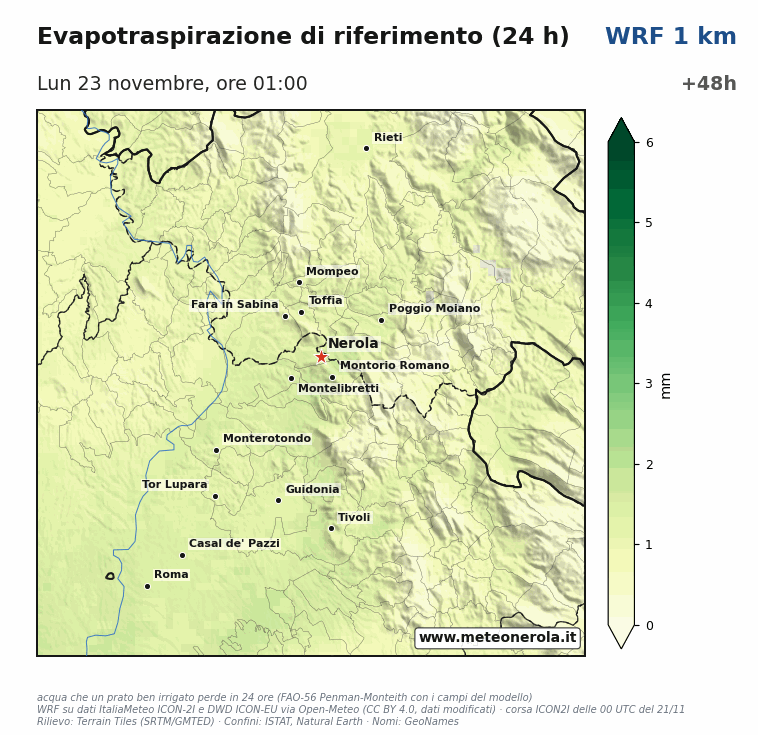 Evapotraspirazione di riferimento (24 h) WRF 1 km
Lun 23 novembre, ore 01:00 +48h
Rieti
Mompeo
Toffia
Fara in Sabina
Poggio Moiano
Nerola
Montorio Romano
Montelibretti
Monterotondo
Tor Lupara
Guidonia
Tivoli
Casal de' Pazzi
Roma
www.meteonerola.it
6
5
4
3
2
1
0
mm
acqua che un prato ben irrigato perde in 24 ore (FAO-56 Penman-Monteith con i campi del modello)
WRF su dati ItaliaMeteo ICON-2I e DWD ICON-EU via Open-Meteo (CC BY 4.0, dati modificati) · corsa ICON2I delle 00 UTC del 21/11
Rilievo: Terrain Tiles (SRTM/GMTED) · Confini: ISTAT, Natural Earth · Nomi: GeoNames